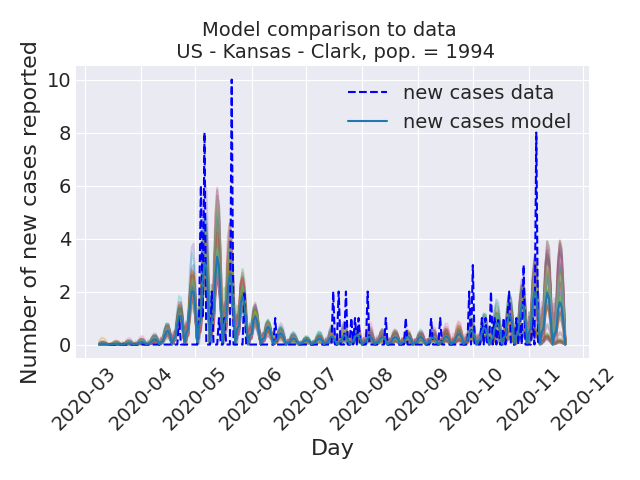 Model comparison to data
US - Kansas - Clark, pop. = 1994
Number of new cases reported
10
8
6
4
2
0
new cases data
new cases model
2020-03
2020-04
2020-05
2020-06
2020-07
2020-08
2020-09
2020-10
2020-11
2020-12
Day